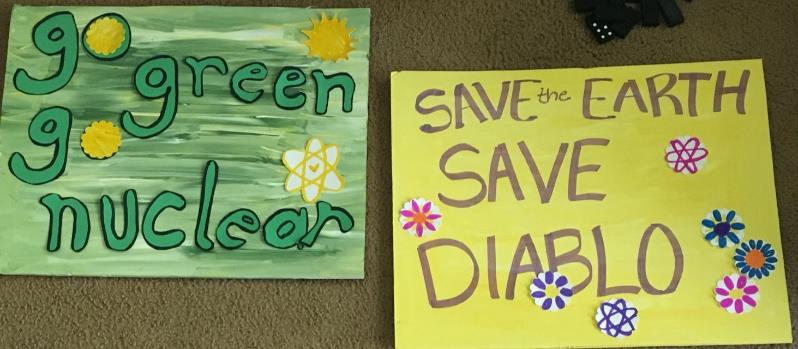 go green
go
nuclear
SAVE the EARTH
SAVE
DIABLO